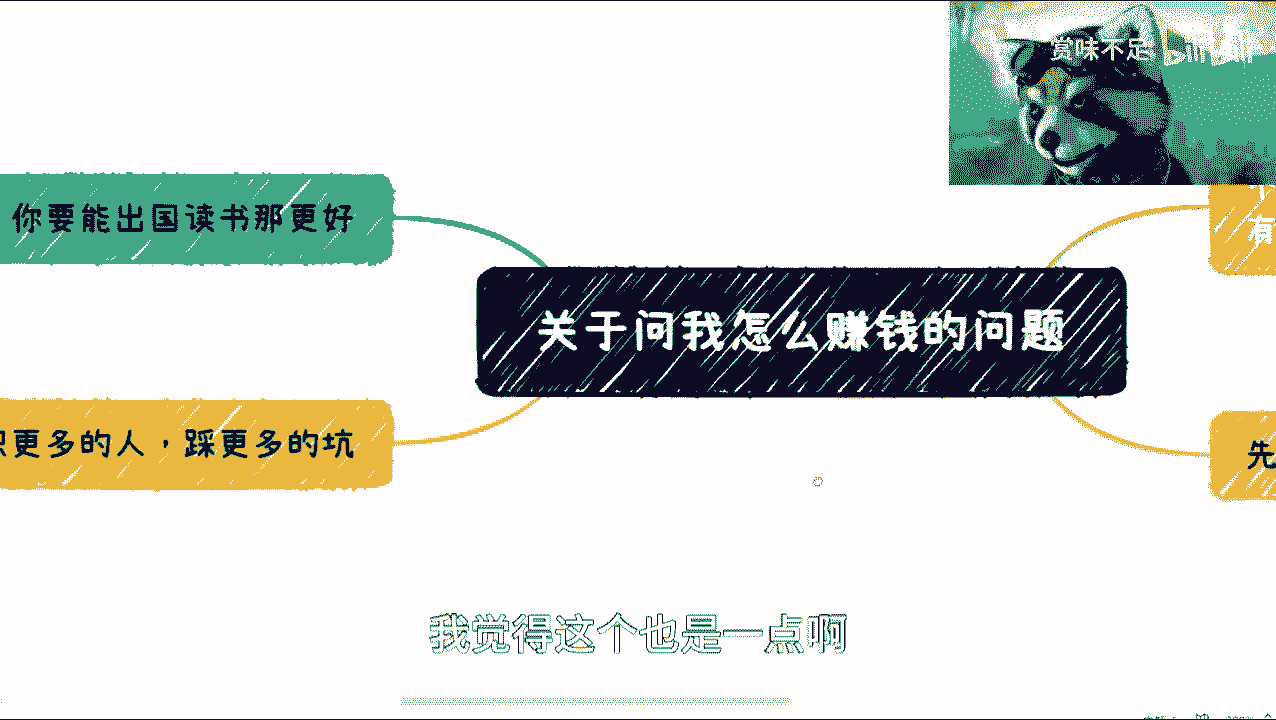 赏味不足
你要能出国读书那更好
有
关于问我怎么赚钱的问题
更多的人，踩更多的坑
先
我觉得这个也是一点啊